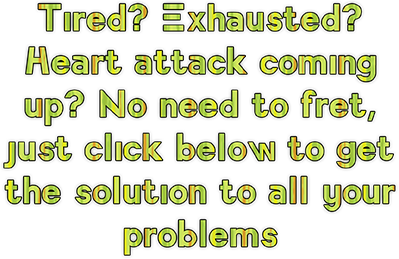 Tired? Exhausted?
Heart attack coming
up? No need to fret,
just click below to get
the solution to all your
problems